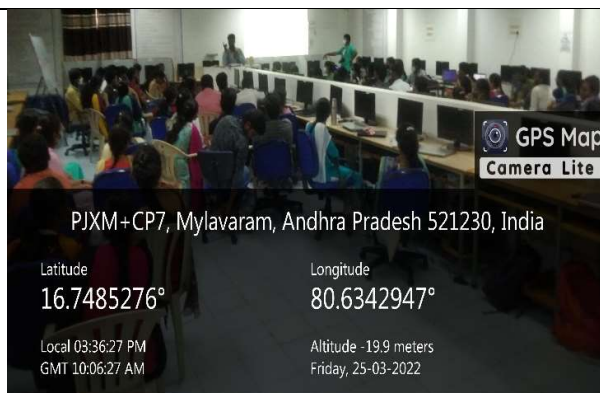 GPS Map
Camera Lite
PJXM+CP7, Mylavaram, Andhra Pradesh 521230, India
Latitude
16.7485276°
Longitude
80.6342947°
Local 03:36:27 PM
GMT 10:06:27 AM
Altitude -19.9 meters
Friday, 25-03-2022